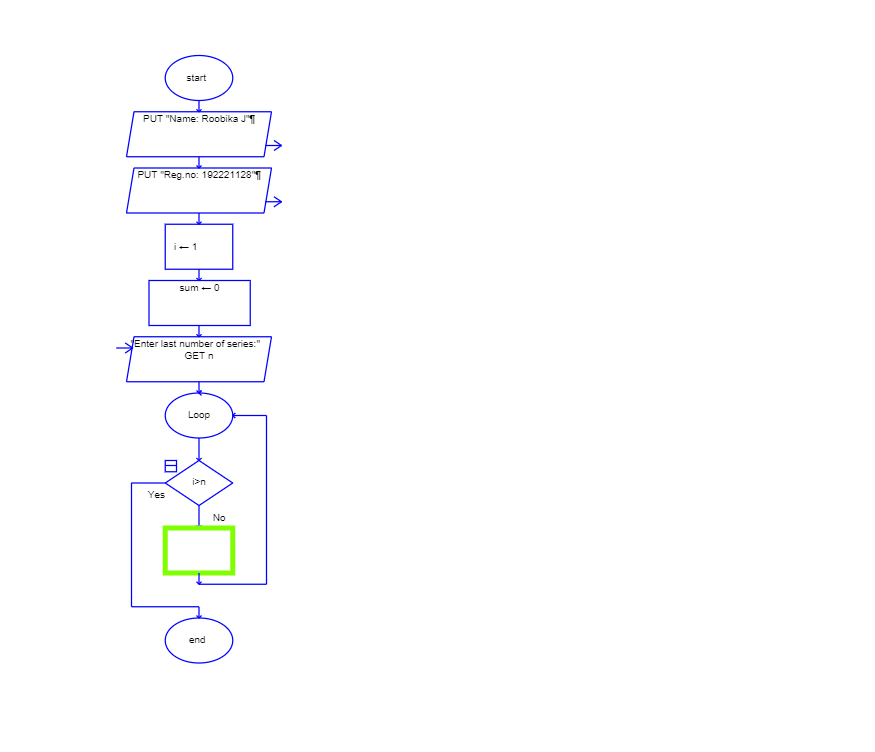 start
PUT "Name: Roobika J"¶
PUT "Reg.no: 192221128"¶
i ← 1
sum ← 0
"Enter last number of series:"
GET n
Loop
i>n
Yes
No
end